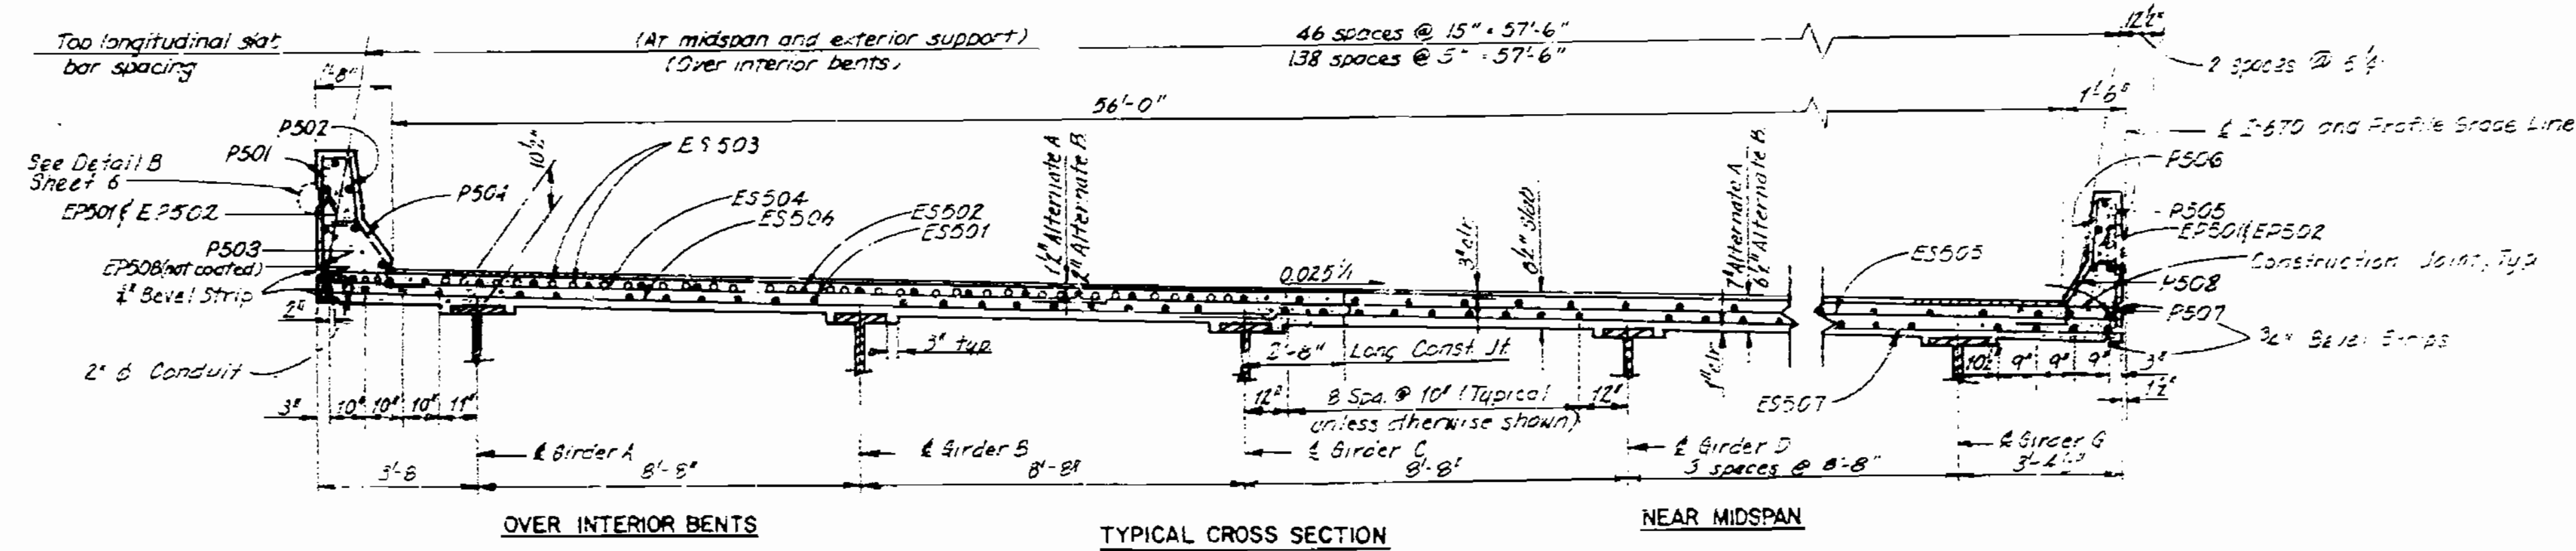 Top longitudinal slat
bar spacing
(At midspan and exterior support)
(Over interior bents)
46 spaces @ 15" = 57'-6"
138 spaces @ 5" = 57'-6"
12½"
2 spaces @ 6¼
1'-8"
56'-0"
1'-6"
℄ I-670 and Profile Grade Line
P502
P501
See Detail B
Sheet 6
EP501 & EP502
P504
P503
EP508 (not coated)
Bevel Strip
2"
2" ϕ Conduit
10½"
ES503
ES504
ES506
ES502
ES501
1½" Alternate A
2" Alternate B
0.025 1/1
3" clr.
8½" Slab
7" Alternate A
6½" Alternate B
1" clr
ES505
ES507
P506
P505
EP501 & EP502
Construction Joint, Typ
P508
P507
Bevel Strips
3" typ
2'-8"
Long Const. Jt.
3"
10"
10"
10"
11"
12"
8 Spa. @ 10" (Typical
unless otherwise shown)
12"
10½
9"
9"
9"
3"
1½"
℄ Girder A
℄ Girder B
℄ Girder C
℄ Girder D
℄ Girder G
3'-8
8'-8"
8'-8"
8'-8"
3 spaces @ 8'-8"
3'-4½"
OVER INTERIOR BENTS
TYPICAL CROSS SECTION
NEAR MIDSPAN